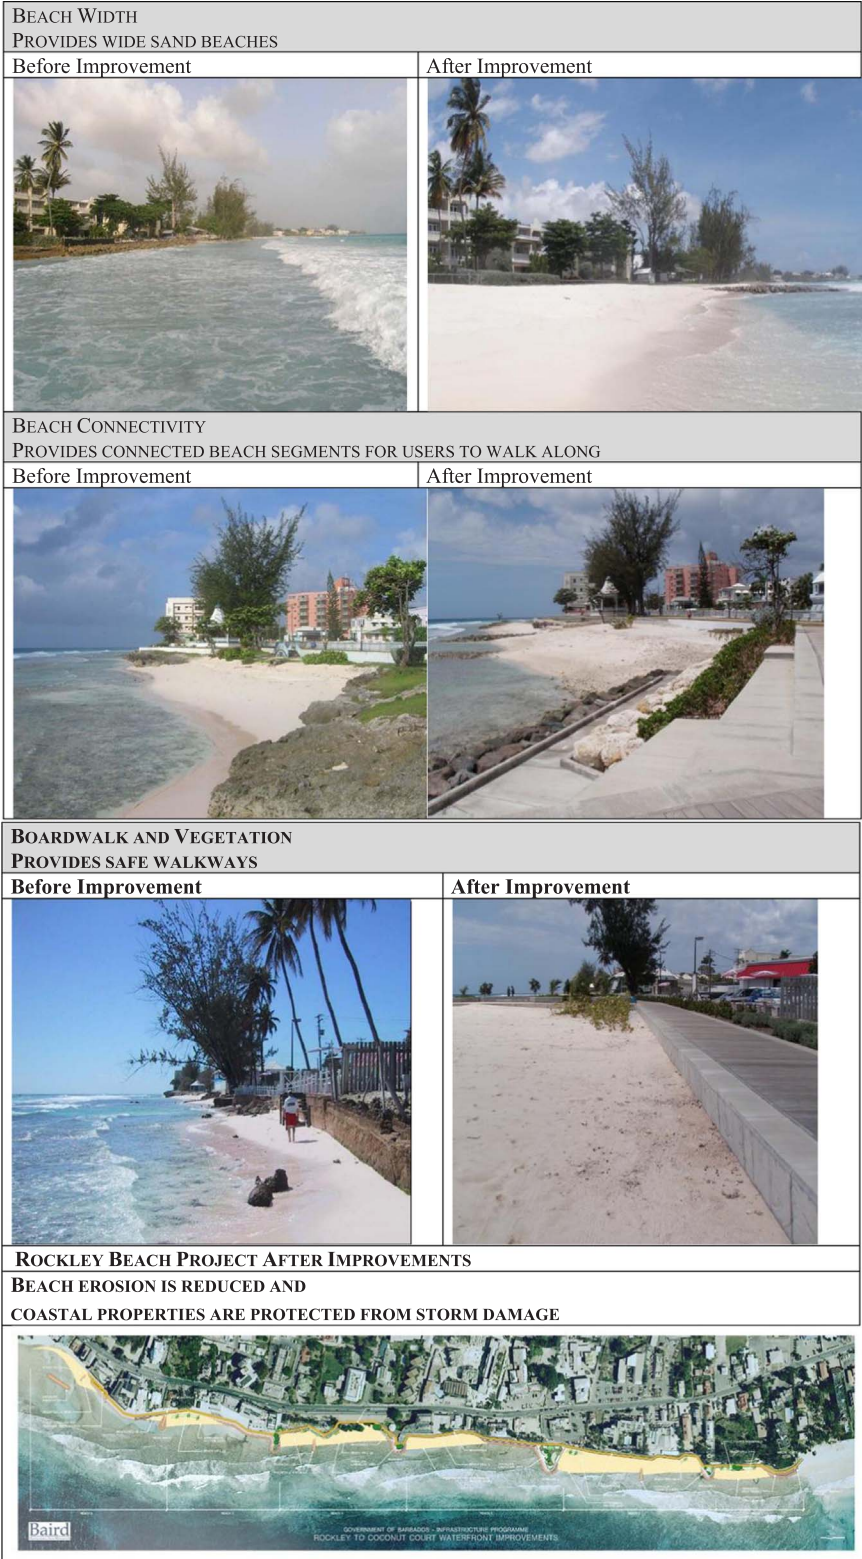 BEACH WIDTH
PROVIDES WIDE SAND BEACHES
Before Improvement
After Improvement
BEACH CONNECTIVITY
PROVIDES CONNECTED BEACH SEGMENTS FOR USERS TO WALK ALONG
Before Improvement
After Improvement
BOARDWALK AND VEGETATION
PROVIDES SAFE WALKWAYS
Before Improvement
After Improvement
ROCKLEY BEACH PROJECT AFTER IMPROVEMENTS
BEACH EROSION IS REDUCED AND
COASTAL PROPERTIES ARE PROTECTED FROM STORM DAMAGE
Baird
GOVERNMENT OF BARBADOS - INFRASTRUCTURE PROGRAMME
ROCKLEY TO COCONUT COURT WATERFRONT IMPROVEMENTS